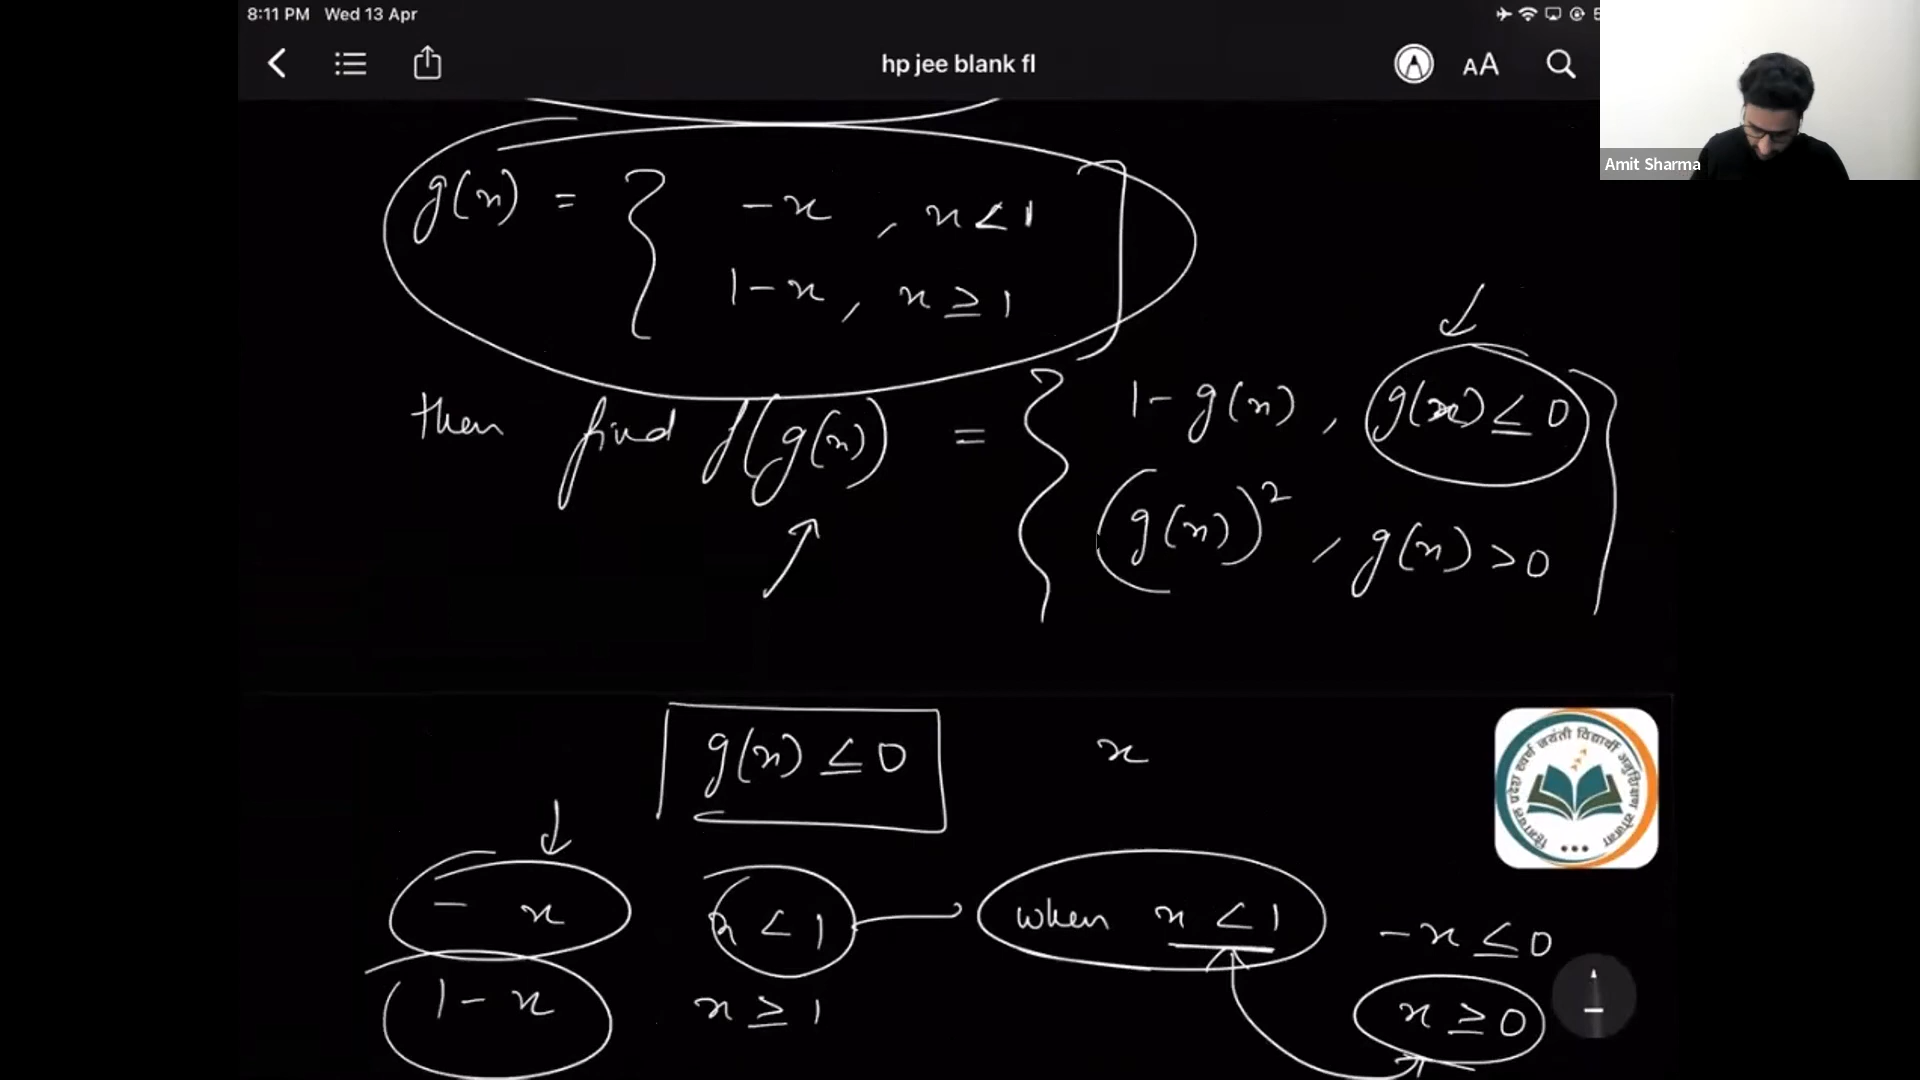 8:11 PM Wed 13 Apr
hp jee blank fl
AA
Amit Sharma
g(x) = { -x , x < 1
1-x , x ≥ 1
then find f(g(x)) = { 1-g(x) , g(x) ≤ 0
(g(x))² , g(x) > 0
g(x) ≤ 0 x
-x x < 1 when x < 1 -x ≤ 0
1-x x ≥ 1 x ≥ 0